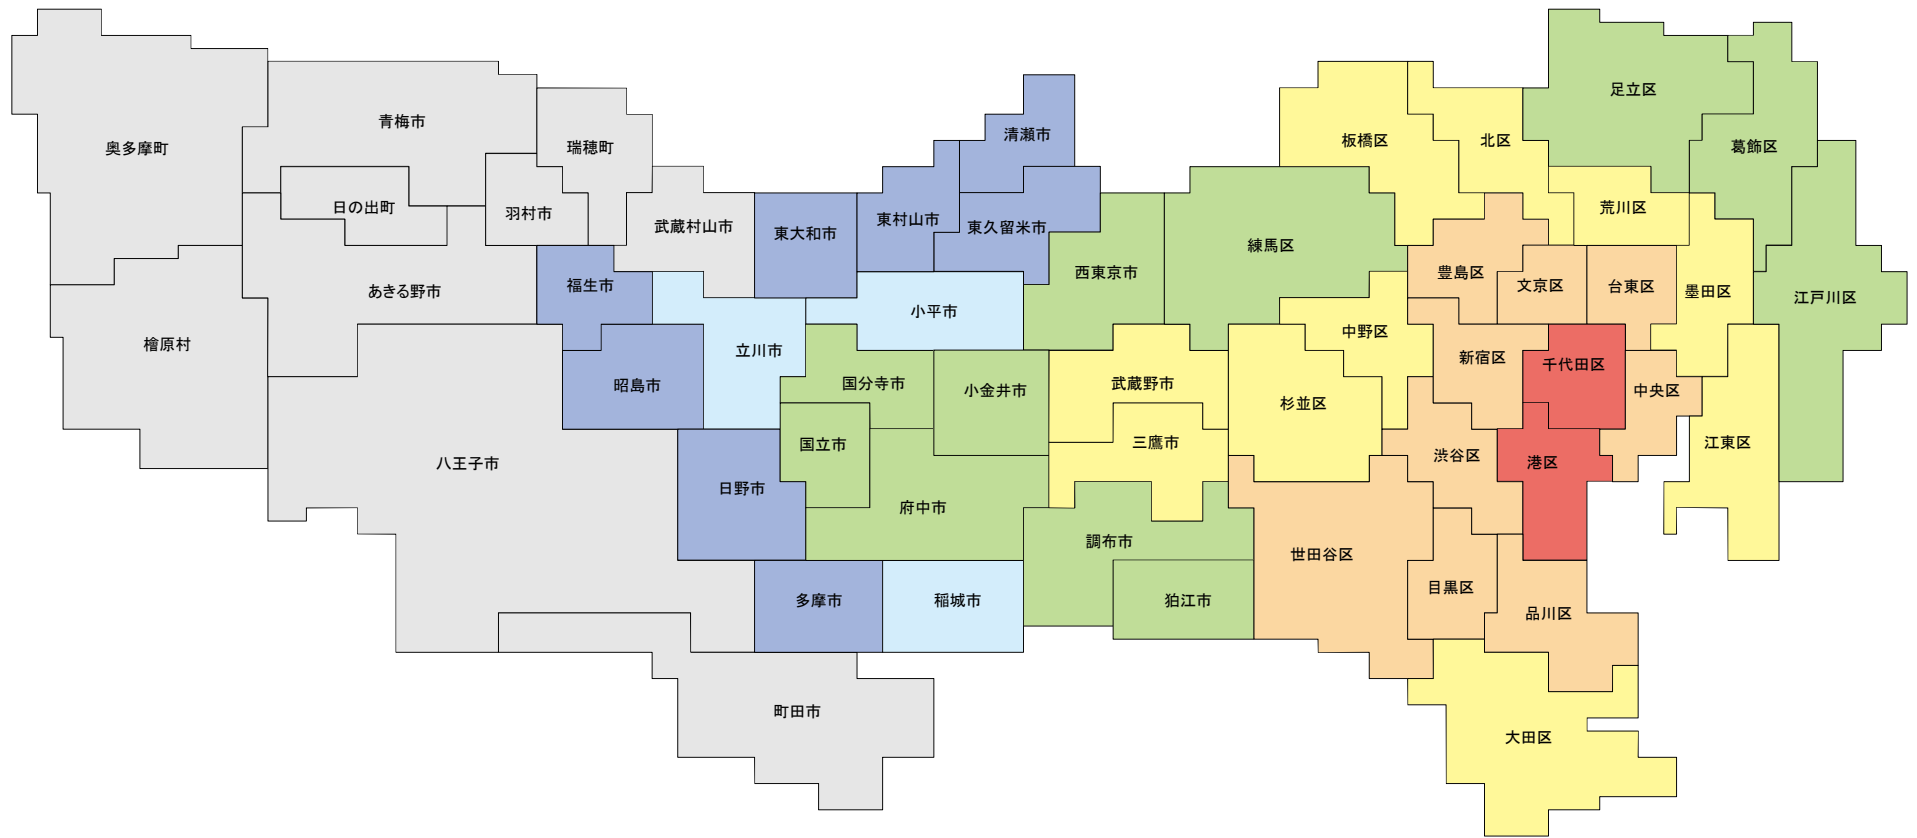 足立区
青梅市
清瀬市
板橋区
北区
奥多摩町
瑞穂町
葛飾区
日の出町
羽村市
武蔵村山市
東大和市
東村山市
東久留米市
荒川区
練馬区
西東京市
豊島区
文京区
台東区
墨田区
江戸川区
あきる野市
福生市
小平市
檜原村
立川市
中野区
新宿区
千代田区
昭島市
国分寺市
小金井市
武蔵野市
杉並区
中央区
国立市
三鷹市
江東区
八王子市
渋谷区
港区
日野市
府中市
調布市
世田谷区
目黒区
多摩市
稲城市
狛江市
品川区
町田市
大田区